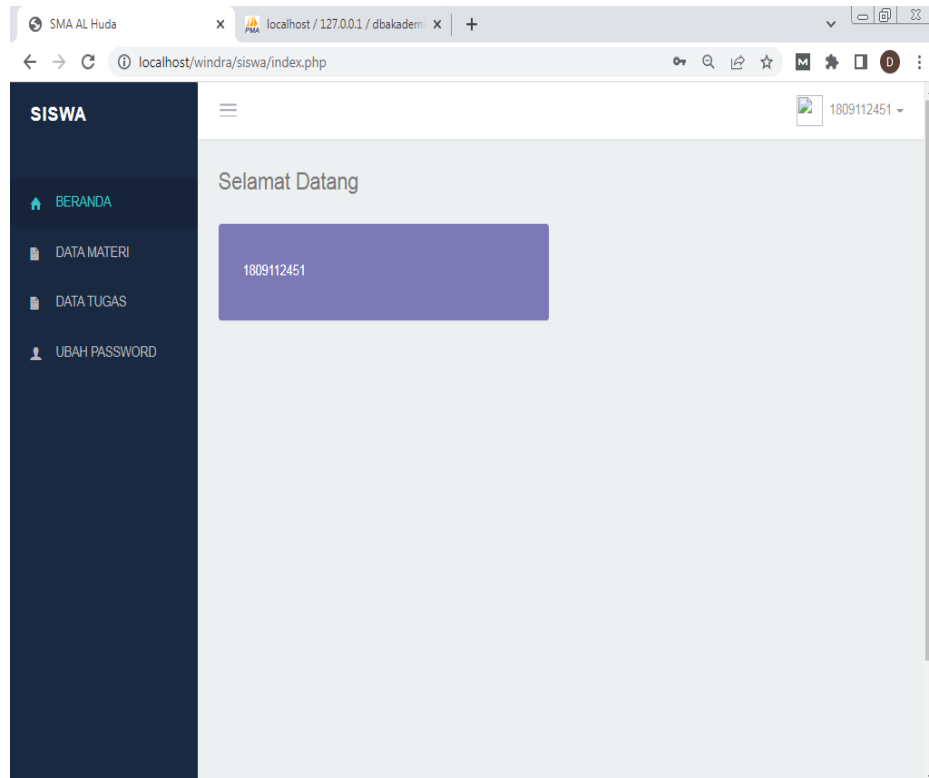 SMA AL Huda
localhost / 127.0.0.1 / dbakadem
localhost/windra/siswa/index.php
SISWA
1809112451
Selamat Datang
BERANDA
1809112451
DATA MATERI
DATA TUGAS
UBAH PASSWORD
PMA
M
D